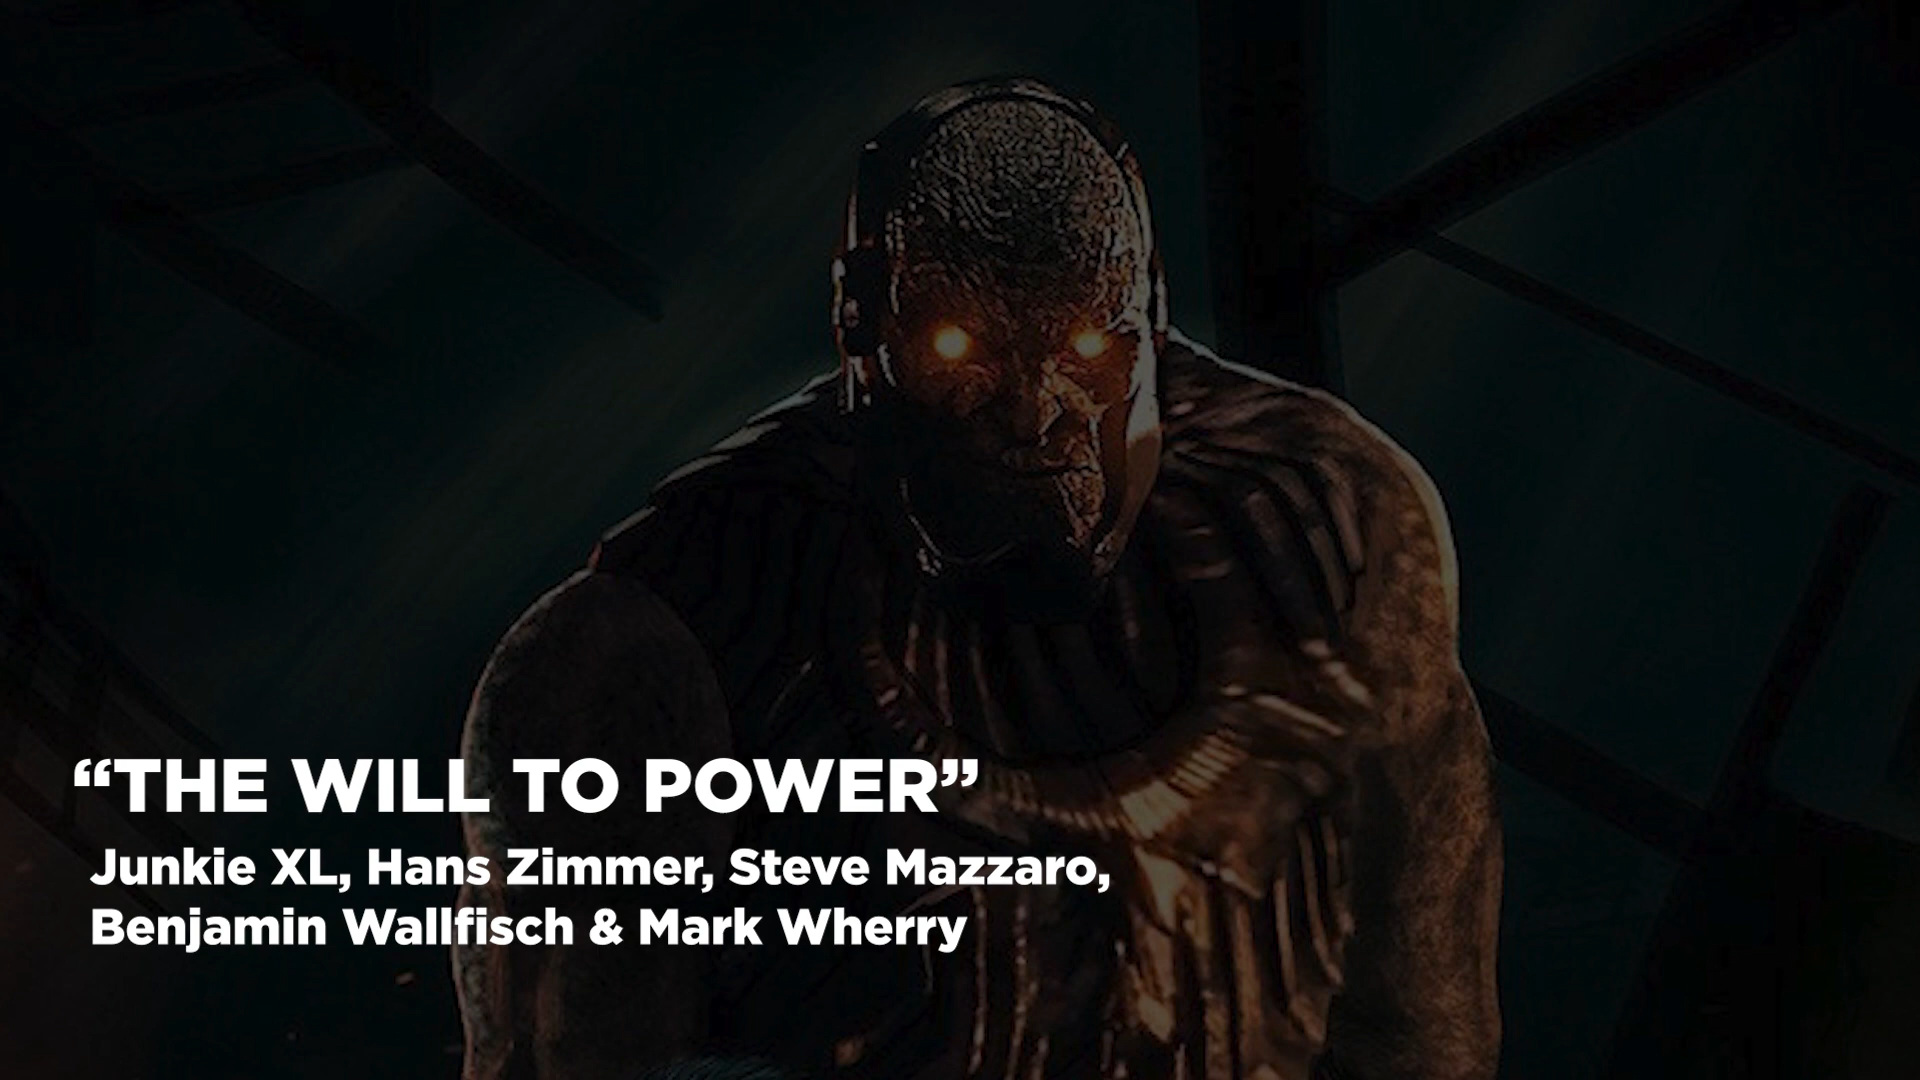 “THE WILL TO POWER”
Junkie XL, Hans Zimmer, Steve Mazzaro,
Benjamin Wallfisch & Mark Wherry